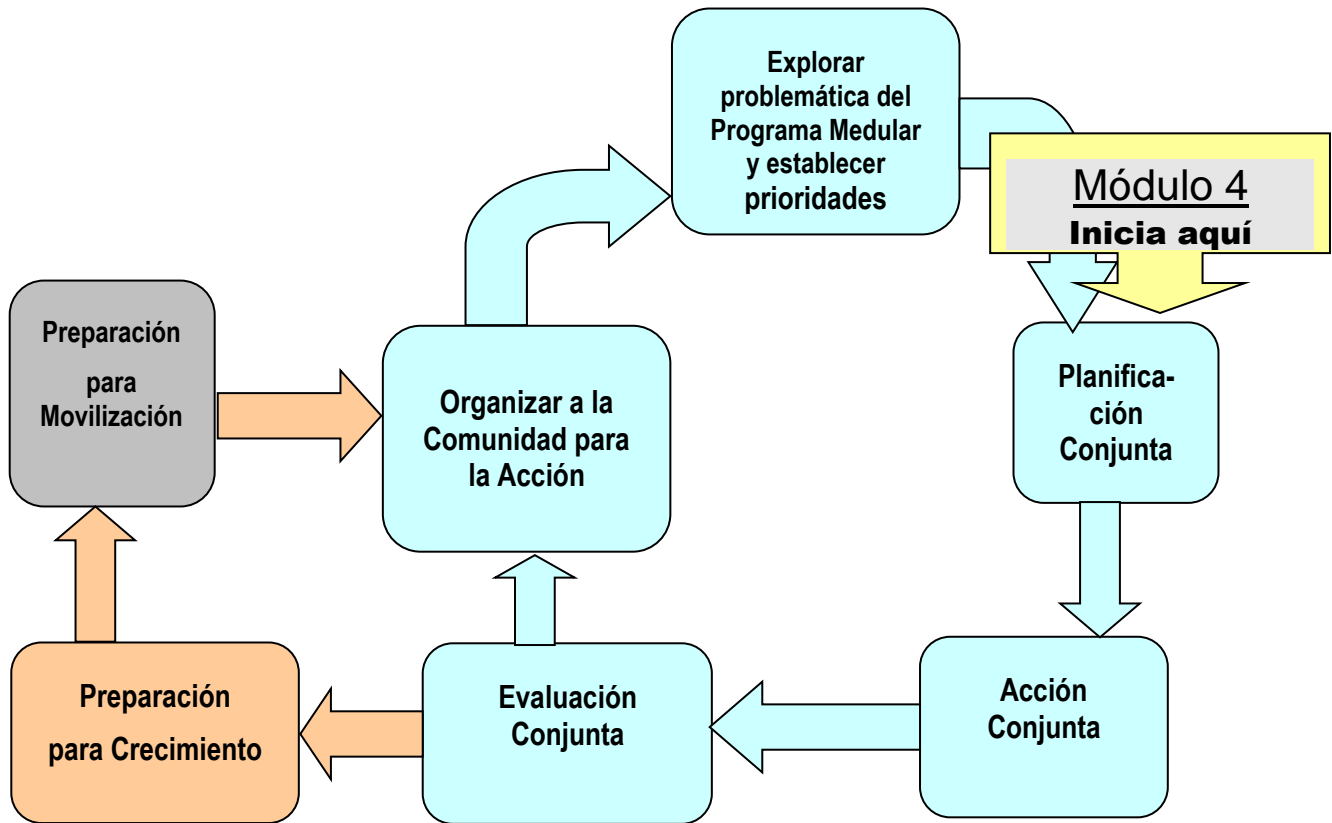 Explorar
problemática del
Programa Medular
y establecer
prioridades
Módulo 4
Inicia aquí
Preparación
para
Movilización
Organizar a la
Comunidad para
la Acción
Planifica-
ción
Conjunta
Preparación
para Crecimiento
Evaluación
Conjunta
Acción
Conjunta